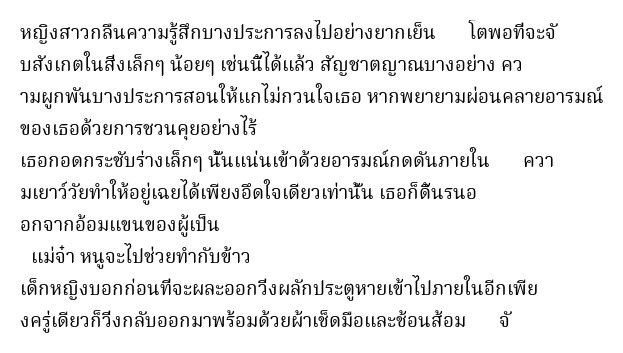 หญิงสาวกลืนความรู้สึกบางประการลงไปอย่างยากเย็น โตพอที่จะจั
บสังเกตในสิ่งเล็กๆ น้อยๆ เช่นนี้ได้แล้ว สัญชาตญาณบางอย่าง คว
ามผูกพันบางประการสอนให้แกไม่กวนใจเธอ หากพยายามผ่อนคลายอารมณ์
ของเธอด้วยการชวนคุยอย่างไร้
เธอกอดกระชับร่างเล็กๆ นั้นแน่นเข้าด้วยอารมณ์กดดันภายใน ควา
มเยาว์วัยทำให้อยู่เฉยได้เพียงอึดใจเดียวเท่านั้น เธอก็ดิ้นรนอ
อกจากอ้อมแขนของผู้เป็น
แม่จ๋า หนูจะไปช่วยทำกับข้าว
เด็กหญิงบอกก่อนที่จะผละออกวิ่งผลักประตูหายเข้าไปภายในอีกเพีย
งครู่เดียวก็วิ่งกลับออกมาพร้อมด้วยผ้าเช็ดมือและช้อนส้อม จั